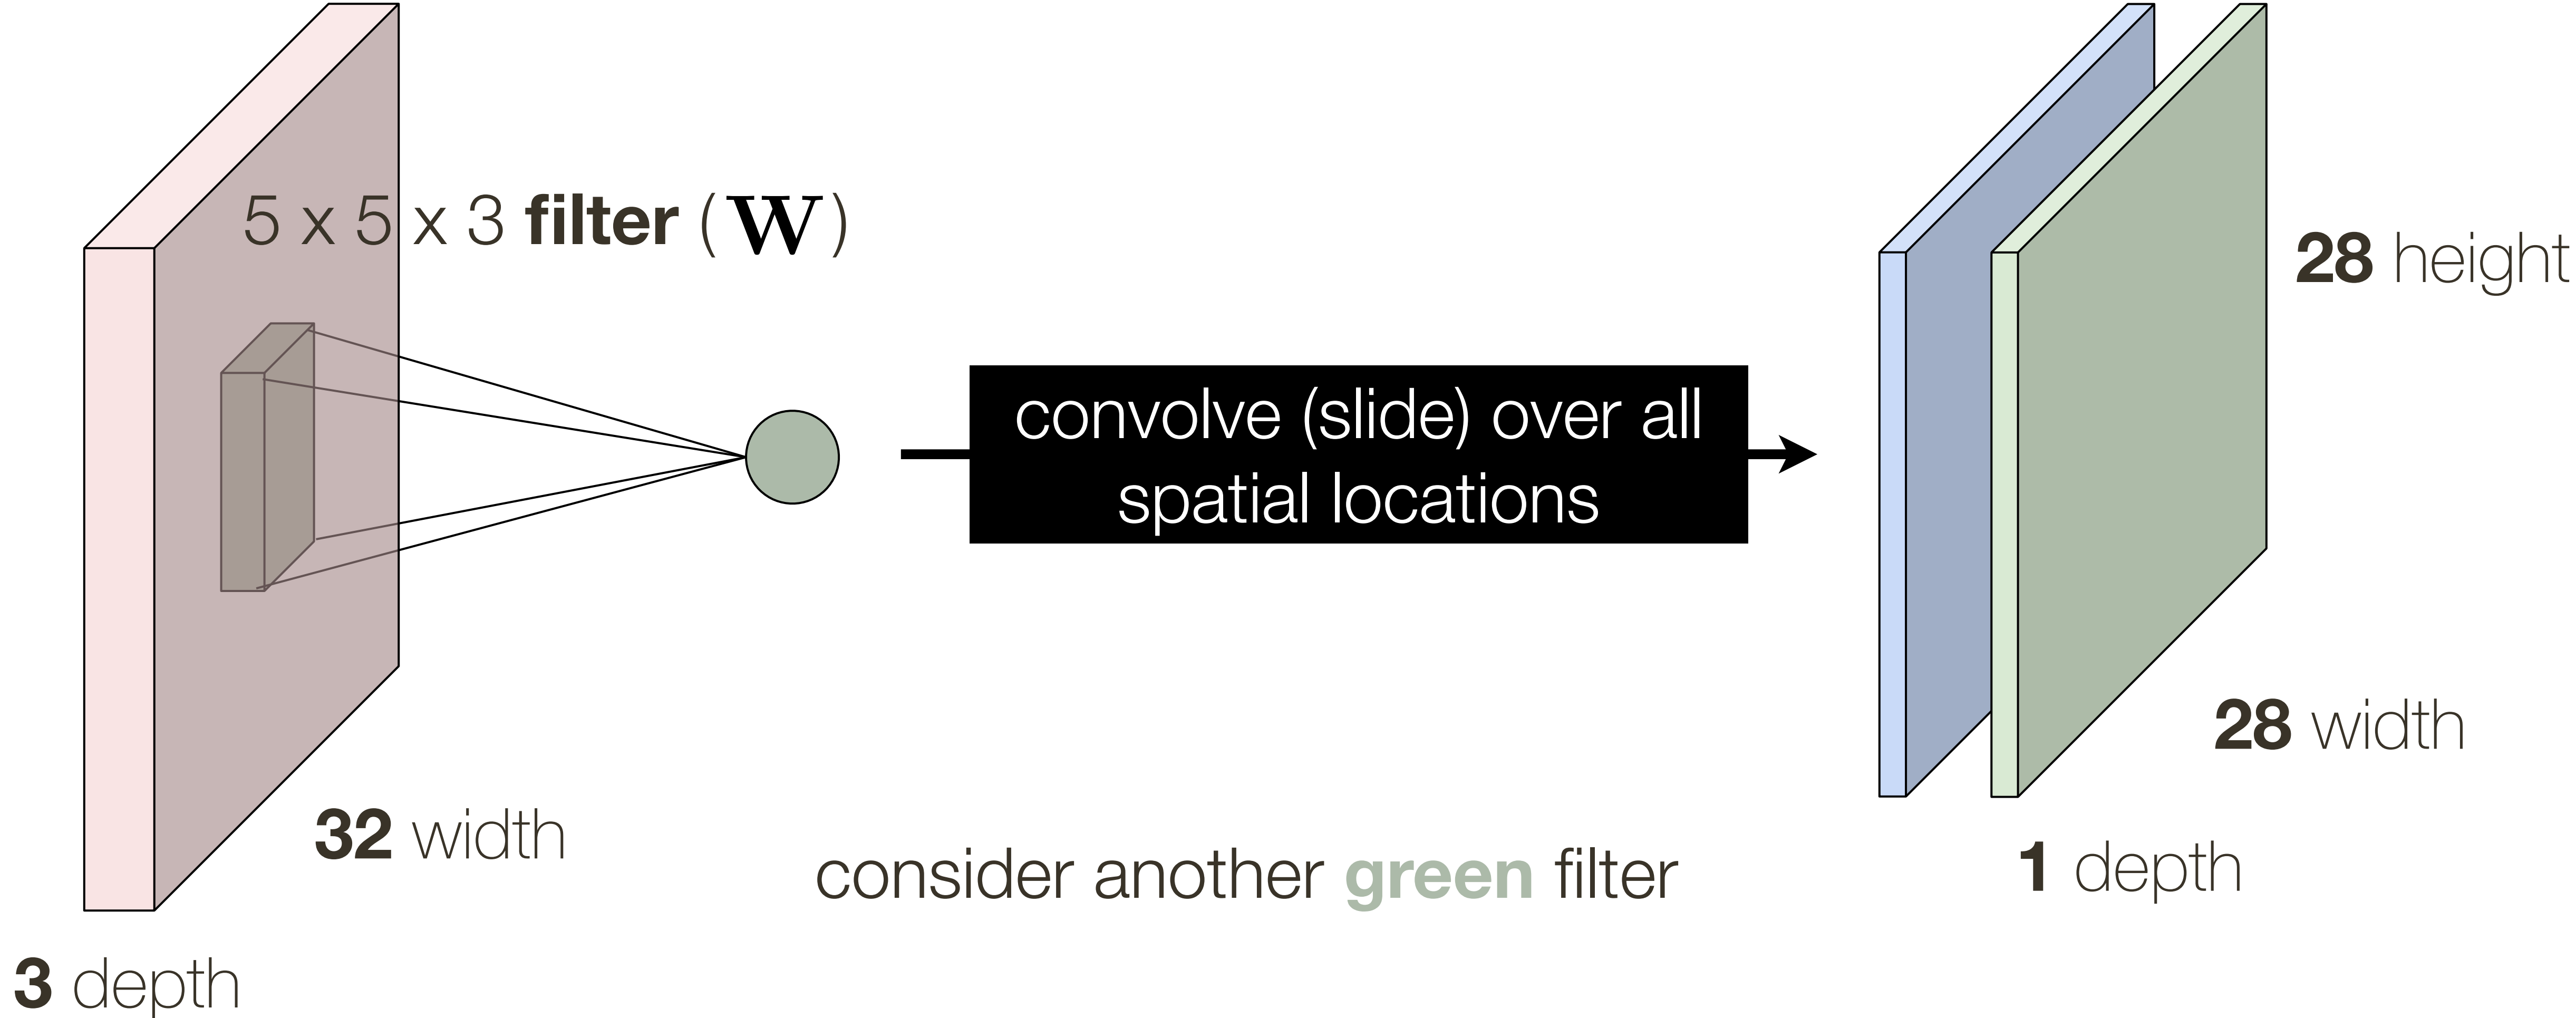 5 x 5 x 3 filter ( W )
convolve (slide) over all
spatial locations
28 height
28 width
32 width
1 depth
consider another green filter
3 depth